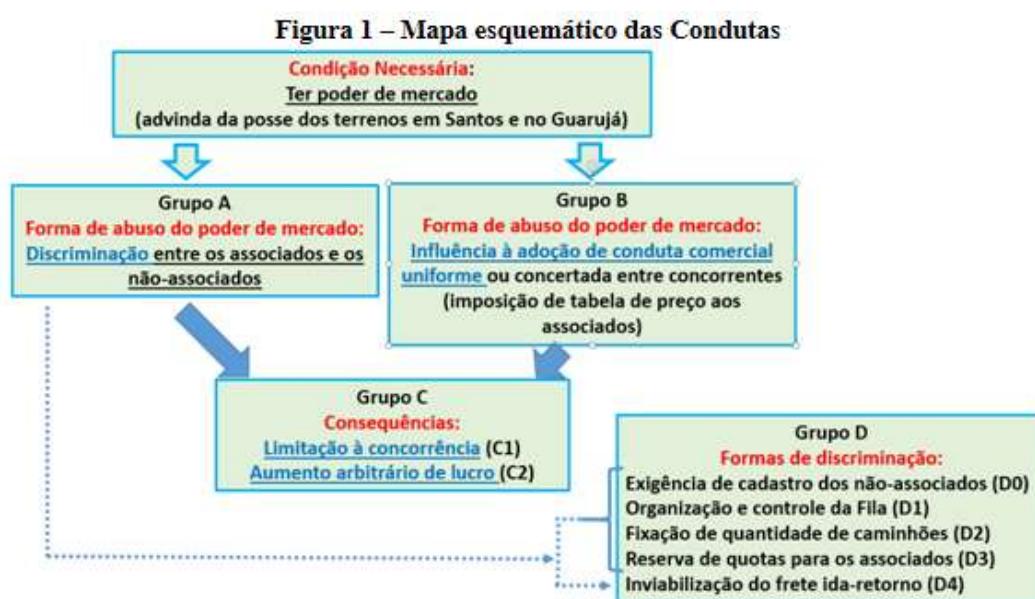 Figura 1 – Mapa esquemático das Condutas
Condição Necessária:
Ter poder de mercado
(advinda da posse dos terrenos em Santos e no Guarujá)
Grupo A
Forma de abuso do poder de mercado:
Discriminação entre os associados e os
não-associados
Grupo B
Forma de abuso do poder de mercado:
Influência à adoção de conduta comercial
uniforme ou concertada entre concorrentes
(imposição de tabela de preço aos
associados)
Grupo C
Consequências:
Limitação à concorrência (C1)
Aumento arbitrário de lucro (C2)
Grupo D
Formas de discriminação:
Exigência de cadastro dos não-associados (D0)
Organização e controle da Fila (D1)
Fixação de quantidade de caminhões (D2)
Reserva de quotas para os associados (D3)
Inviabilização do frete ida-retorno (D4)